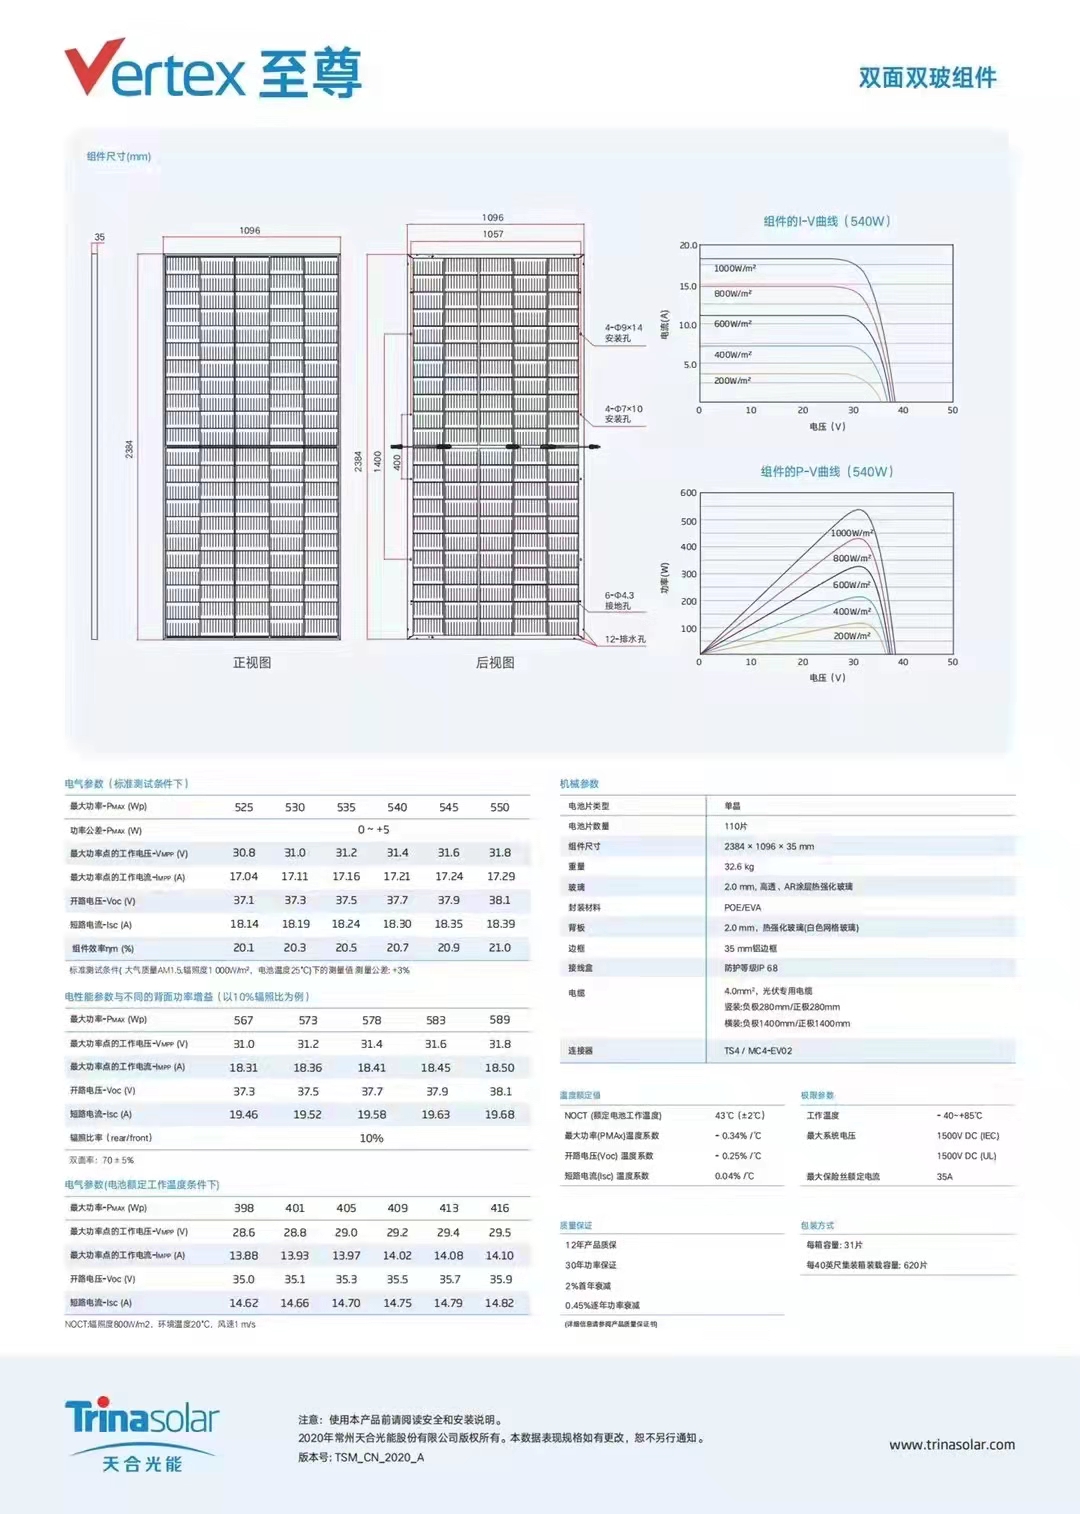 Vertex 至尊
双面双玻组件
组件尺寸(mm)
35
1096
2384
正视图
1096
1057
2384
1400
400
4-Φ9×14
安装孔
4-Φ7×10
安装孔
6-Φ4.3
接地孔
12-排水孔
后视图
组件的I-V曲线（540W）
电流(A)
20.0
15.0
10.0
5.0
1000W/m²
800W/m²
600W/m²
400W/m²
200W/m²
0 10 20 30 40 50
电压（V）
组件的P-V曲线（540W）
功率(W)
600
500
400
300
200
100
1000W/m²
800W/m²
600W/m²
400W/m²
200W/m²
0 10 20 30 40 50
电压（V）
电气参数（标准测试条件下）
最大功率-PMAX (Wp) 525 530 535 540 545 550
功率公差-PMAX (W) 0 ~ +5
最大功率点的工作电压-VMPP (V) 30.8 31.0 31.2 31.4 31.6 31.8
最大功率点的工作电流-IMPP (A) 17.04 17.11 17.16 17.21 17.24 17.29
开路电压-Voc (V) 37.1 37.3 37.5 37.7 37.9 38.1
短路电流-Isc (A) 18.14 18.19 18.24 18.30 18.35 18.39
组件效率ηm (%) 20.1 20.3 20.5 20.7 20.9 21.0
标准测试条件( 大气质量AM1.5,辐照度1 000W/m²，电池温度25°C)下的测量值 测量公差: +3%
电性能参数与不同的背面功率增益（以10%辐照比为例）
最大功率-PMAX (Wp) 567 573 578 583 589
最大功率点的工作电压-VMPP (V) 31.0 31.2 31.4 31.6 31.8
最大功率点的工作电流-IMPP (A) 18.31 18.36 18.41 18.45 18.50
开路电压-Voc (V) 37.3 37.5 37.7 37.9 38.1
短路电流-Isc (A) 19.46 19.52 19.58 19.63 19.68
辐照比率（rear/front） 10%
双面率：70 ± 5%
电气参数(电池额定工作温度条件下)
最大功率-PMAX (Wp) 398 401 405 409 413 416
最大功率点的工作电压-VMPP (V) 28.6 28.8 29.0 29.2 29.4 29.5
最大功率点的工作电流-IMPP (A) 13.88 13.93 13.97 14.02 14.08 14.10
开路电压-Voc (V) 35.0 35.1 35.3 35.5 35.7 35.9
短路电流-Isc (A) 14.62 14.66 14.70 14.75 14.79 14.82
NOCT:辐照度800W/m2，环境温度20°C，风速1 m/s
机械参数
电池片类型 单晶
电池片数量 110片
组件尺寸 2384 × 1096 × 35 mm
重量 32.6 kg
玻璃 2.0 mm, 高透、AR涂层热强化玻璃
封装材料 POE/EVA
背板 2.0 mm，热强化玻璃(白色网格玻璃)
边框 35 mm铝边框
接线盒 防护等级IP 68
电缆 4.0mm²，光伏专用电缆
竖装:负极280mm/正极280mm
横装:负极1400mm/正极1400mm
连接器 TS4 / MC4-EV02
温度额定值
NOCT (额定电池工作温度) 43℃ (±2℃)
最大功率(PMAx)温度系数 - 0.34% /℃
开路电压(Voc) 温度系数 - 0.25% /℃
短路电流(Isc) 温度系数 0.04% /℃
极限参数
工作温度 - 40~+85℃
最大系统电压 1500V DC (IEC)
1500V DC (UL)
最大保险丝额定电流 35A
质量保证
12年产品质保
30年功率保证
2%首年衰减
0.45%逐年功率衰减
(详细信息请参阅产品质量保证书)
包装方式
每箱容量: 31片
每40英尺集装箱装载容量: 620片
Trinasolar
天合光能
注意：使用本产品前请阅读安全和安装说明。
2020年常州天合光能股份有限公司版权所有。本数据表现规格如有更改，恕不另行通知。
版本号: TSM_CN_2020_A
www.trinasolar.com